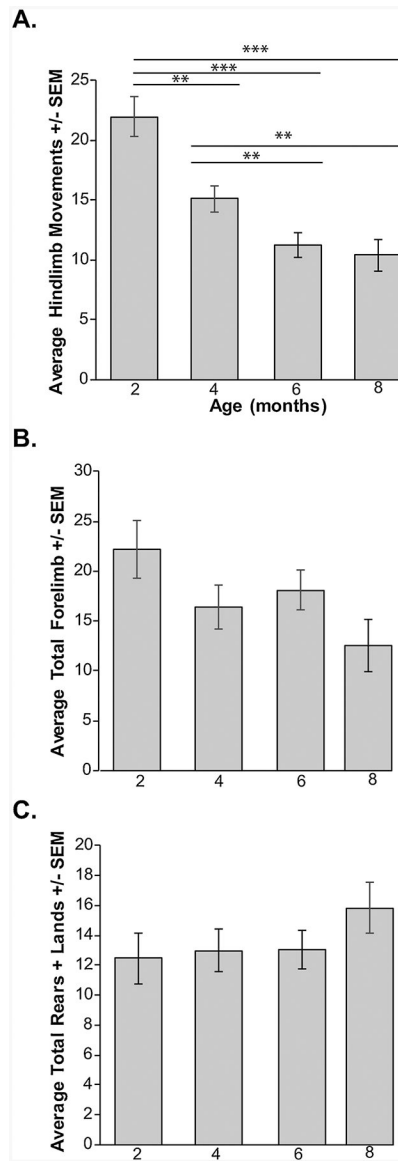 A.
***
***
**
**
**
Average Hindlimb Movements +/- SEM
25
20
15
10
5
0
2 4 6 8
Age (months)
B.
Average Total Forelimb +/- SEM
30
25
20
15
10
5
0
2 4 6 8
C.
Average Total Rears + Lands +/- SEM
20
18
16
14
12
10
8
6
4
2
0
2 4 6 8